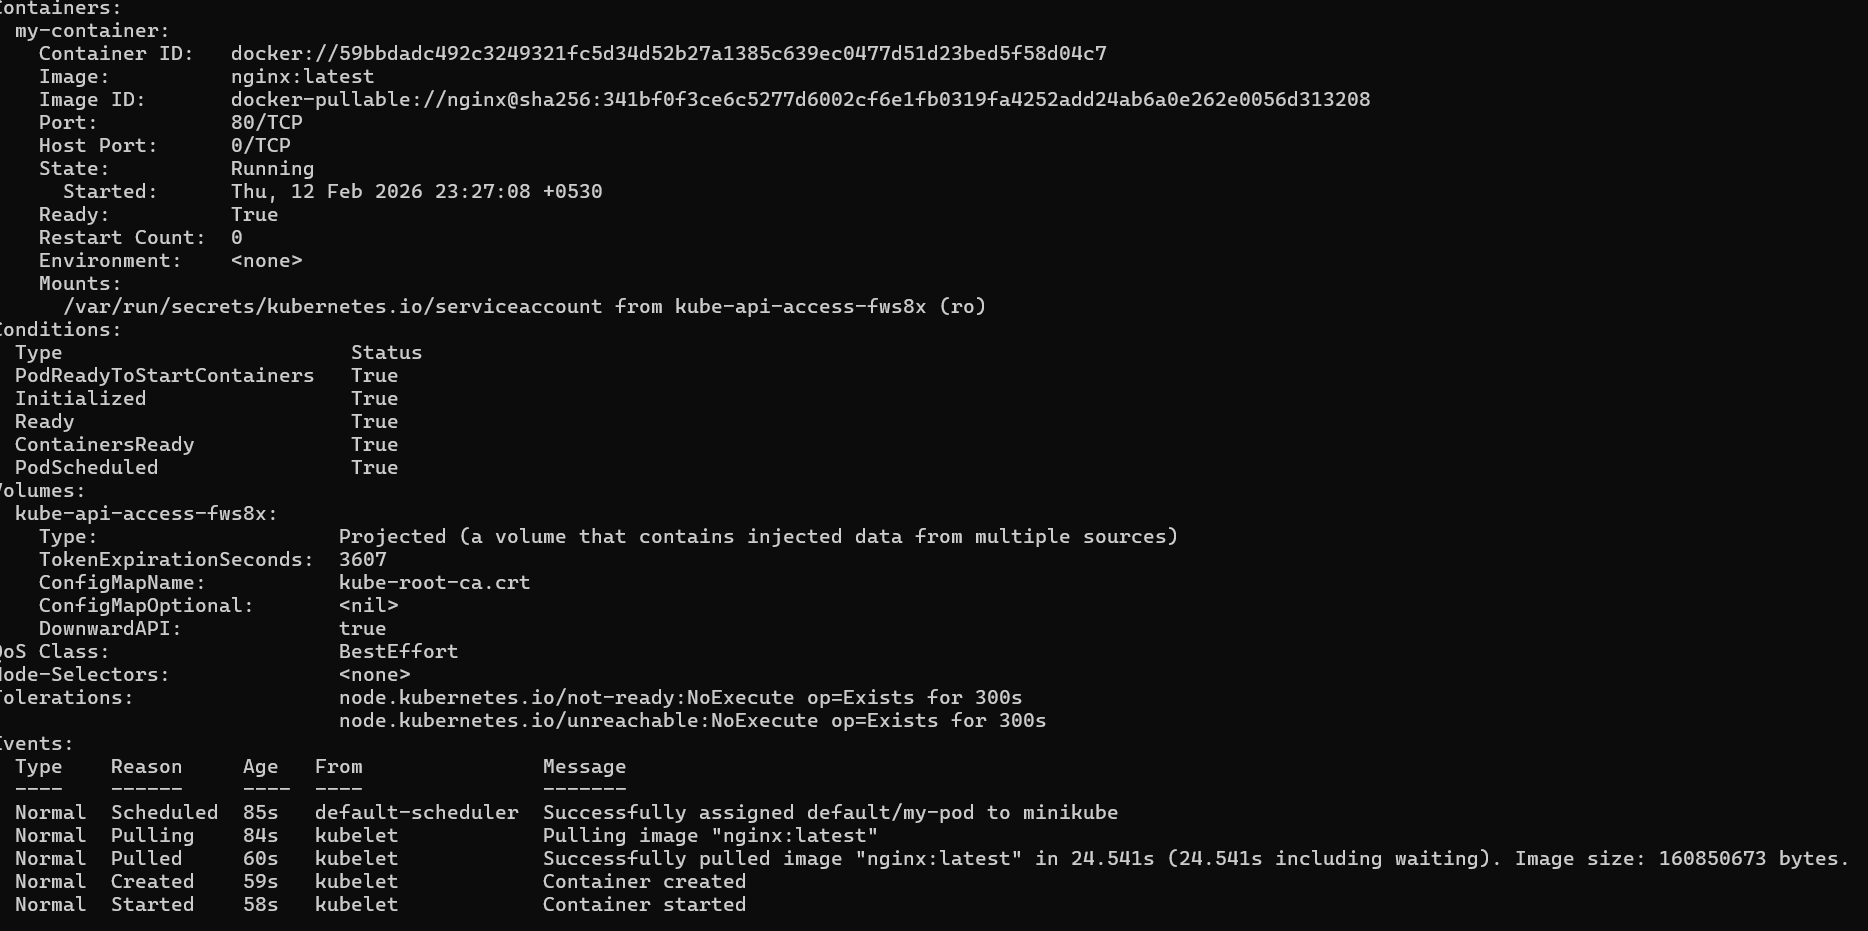 Containers:
  my-container:
    Container ID:   docker://59bbdadc492c3249321fc5d34d52b27a1385c639ec0477d51d23bed5f58d04c7
    Image:          nginx:latest
    Image ID:       docker-pullable://nginx@sha256:341bf0f3ce6c5277d6002cf6e1fb0319fa4252add24ab6a0e262e0056d313208
    Port:           80/TCP
    Host Port:      0/TCP
    State:          Running
      Started:      Thu, 12 Feb 2026 23:27:08 +0530
    Ready:          True
    Restart Count:  0
    Environment:    <none>
    Mounts:
      /var/run/secrets/kubernetes.io/serviceaccount from kube-api-access-fws8x (ro)
Conditions:
  Type                        Status
  PodReadyToStartContainers   True
  Initialized                 True
  Ready                       True
  ContainersReady             True
  PodScheduled                True
Volumes:
  kube-api-access-fws8x:
    Type:                    Projected (a volume that contains injected data from multiple sources)
    TokenExpirationSeconds:  3607
    ConfigMapName:           kube-root-ca.crt
    ConfigMapOptional:       <nil>
    DownwardAPI:             true
QoS Class:                   BestEffort
Node-Selectors:              <none>
Tolerations:                 node.kubernetes.io/not-ready:NoExecute op=Exists for 300s
                             node.kubernetes.io/unreachable:NoExecute op=Exists for 300s
Events:
  Type    Reason     Age   From               Message
  ----    ------     ----  ----               -------
  Normal  Scheduled  85s   default-scheduler  Successfully assigned default/my-pod to minikube
  Normal  Pulling    84s   kubelet            Pulling image "nginx:latest"
  Normal  Pulled     60s   kubelet            Successfully pulled image "nginx:latest" in 24.541s (24.541s including waiting). Image size: 160850673 bytes.
  Normal  Created    59s   kubelet            Container created
  Normal  Started    58s   kubelet            Container started